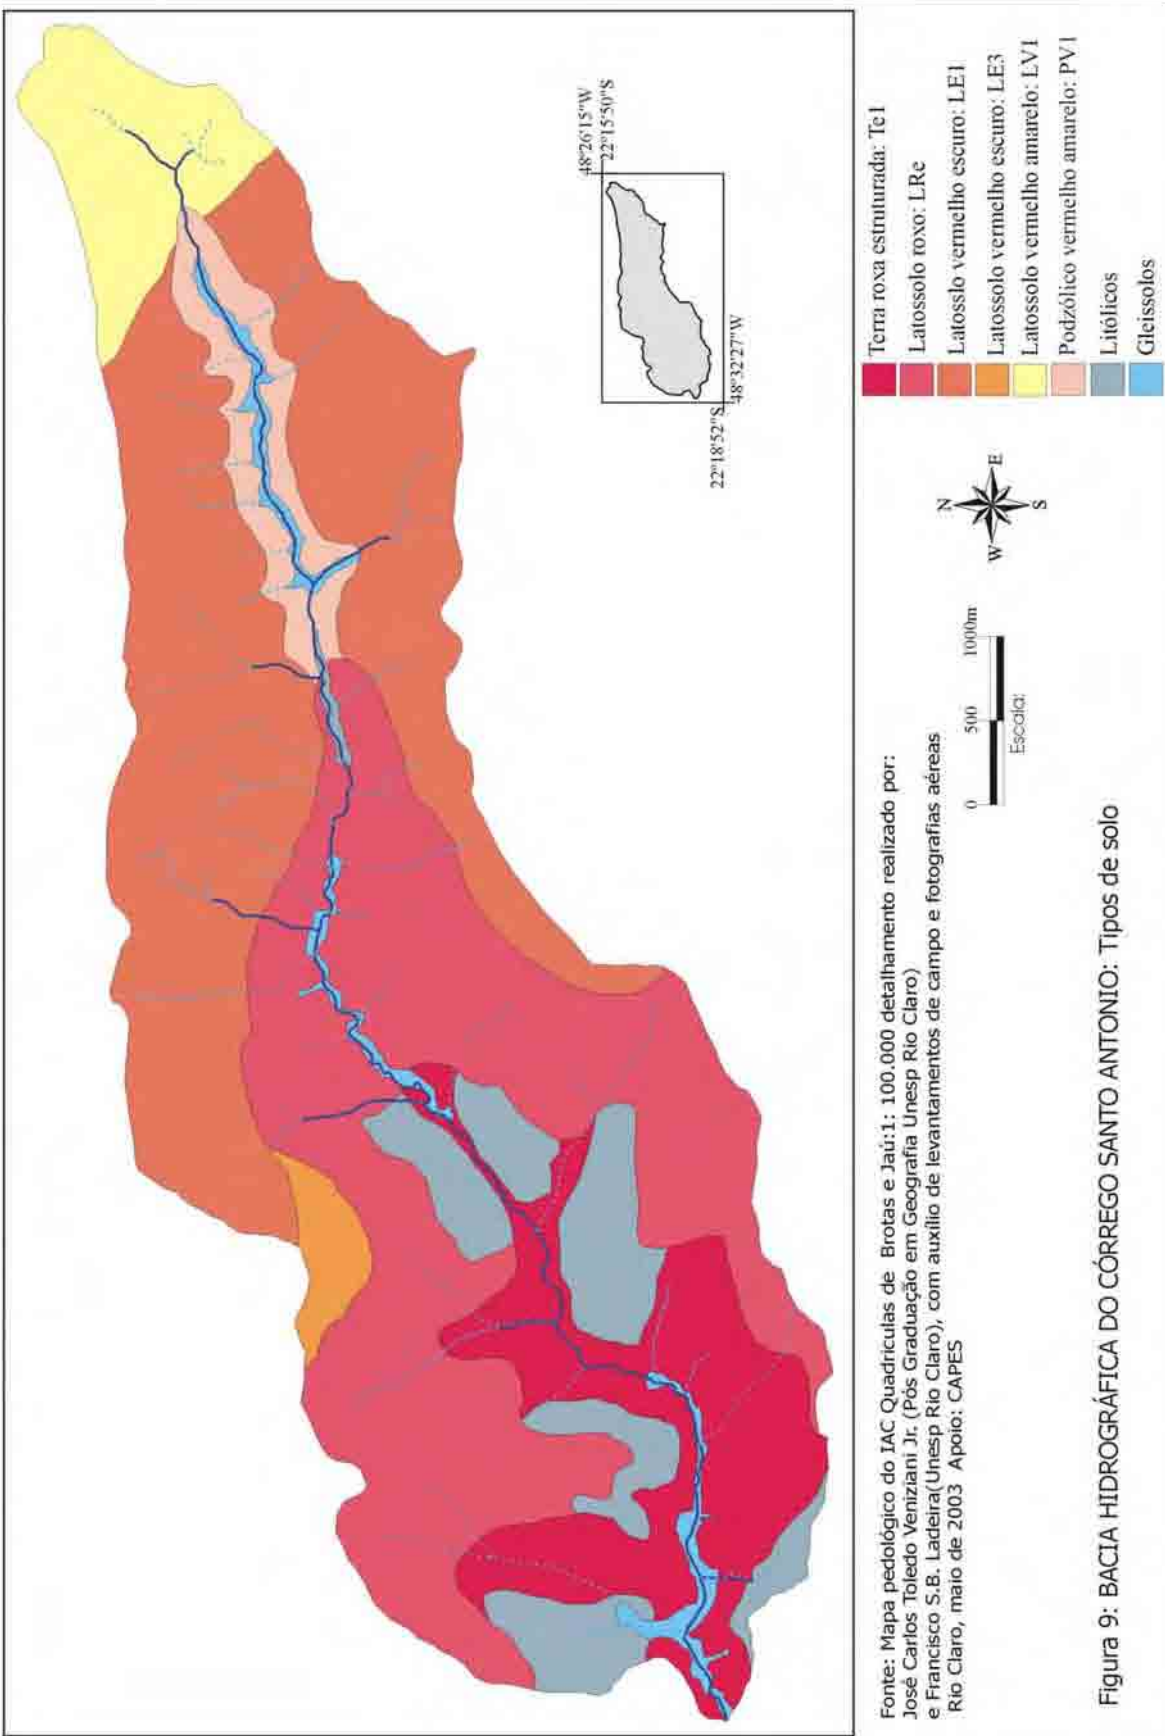 48°26'15"W
22°15'50"S
22°18'52"S
48°32'27"W
Terra roxa estruturada: Te1
Latossolo roxo: LRe
Latosslo vermelho escuro: LE1
Latossolo vermelho escuro: LE3
Latossolo vermelho amarelo: LV1
Podzólico vermelho amarelo: PV1
Litólicos
Gleissolos
N
W E
S
0 500 1000m
Escala:
Fonte: Mapa pedológico do IAC Quadrículas de Brotas e Jaú:1: 100.000 detalhamento realizado por:
José Carlos Toledo Veniziani Jr. (Pós Graduação em Geografia Unesp Rio Claro)
e Francisco S.B. Ladeira(Unesp Rio Claro), com auxílio de levantamentos de campo e fotografias aéreas
Rio Claro, maio de 2003 Apoio: CAPES
Figura 9: BACIA HIDROGRÁFICA DO CÓRREGO SANTO ANTONIO: Tipos de solo